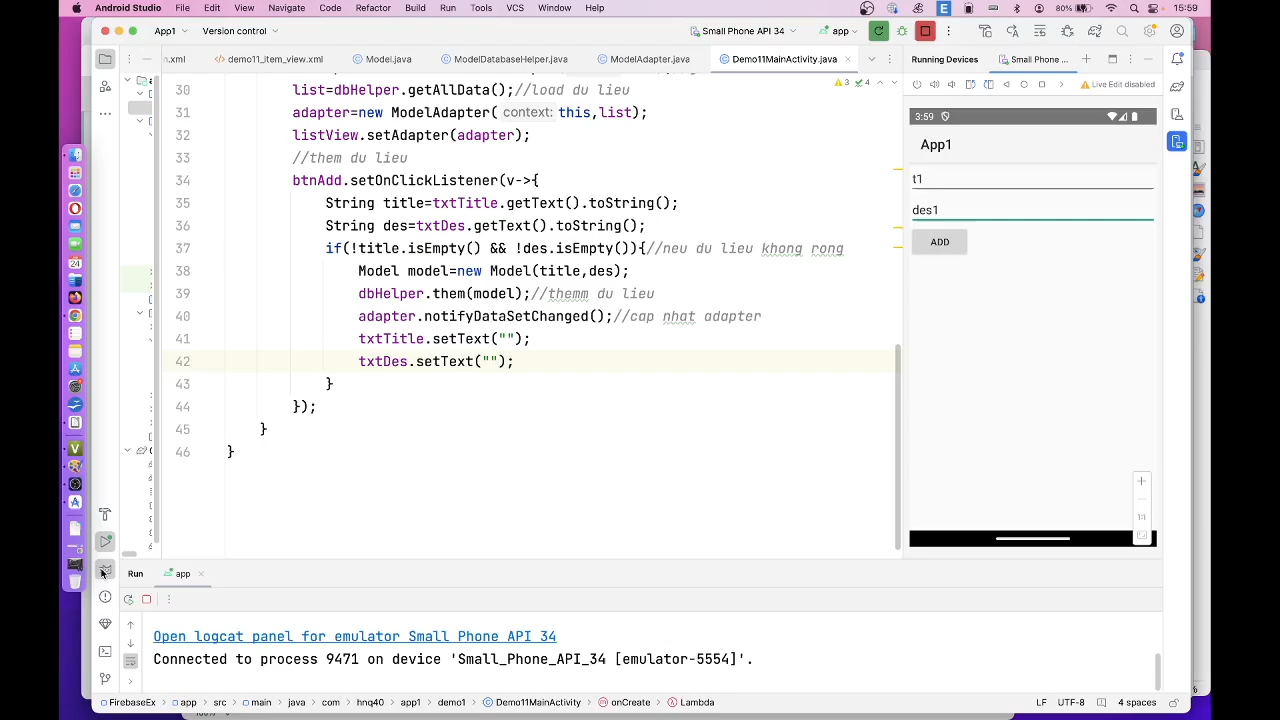 Android Studio File Edit View Navigate Code Refactor Build Run Tools VCS Window Help 80% 15:59
App1 Version control Small Phone API 34 app
n.xml demo11_item_view.xml Model.java ModelDatabaseHelper.java ModelAdapter.java Demo11MainActivity.java
Running Devices Small Phone ...
Live Edit disabled
3 4
30 list=dbHelper.getAllData();//load du lieu
31 adapter=new ModelAdapter( context: this,list);
32 listView.setAdapter(adapter);
33 //them du lieu
34 btnAdd.setOnClickListener(v->{
35 String title=txtTitle.getText().toString();
36 String des=txtDes.getText().toString();
37 if(!title.isEmpty() && !des.isEmpty()){//neu du lieu khong rong
38 Model model=new Model(title,des);
39 dbHelper.them(model);//themm du lieu
40 adapter.notifyDataSetChanged();//cap nhat adapter
41 txtTitle.setText("");
42 txtDes.setText("");
43 }
44 });
45 }
46 }
3:59
App1
t1
des1
ADD
1:1
Run app
Open logcat panel for emulator Small Phone API 34
Connected to process 9471 on device 'Small_Phone_API_34 [emulator-5554]'.
FirebaseEx > app > src > main > java > com > hnq40 > app1 > demo1 > Demo11MainActivity > onCreate > Lambda
LF UTF-8 4 spaces